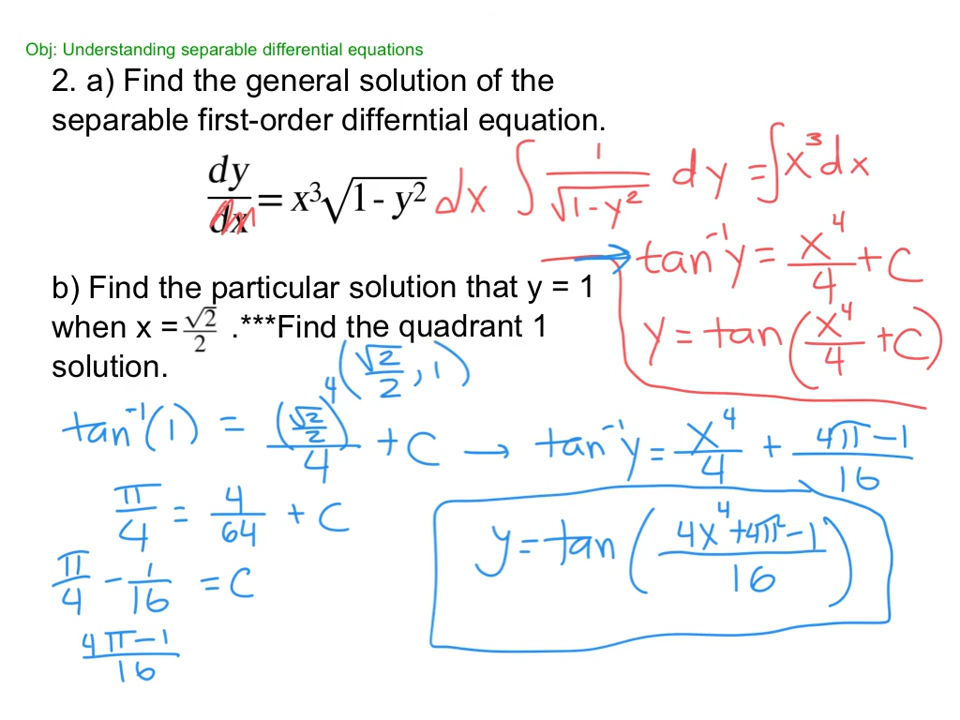 Obj: Understanding separable differential equations
2. a) Find the general solution of the
separable first-order differntial equation.
dy/dx = x³√(1 - y²) dx ∫ 1/√(1-y²) dy = ∫x³dx
tan⁻¹y = x⁴/4 + C
b) Find the particular solution that y = 1
when x = √2/2 .***Find the quadrant 1
solution.
y = tan(x⁴/4 + C)
(√2/2, 1)
tan⁻¹(1) = (√2/2)⁴/4 + C → tan⁻¹y = x⁴/4 + 4π-1/16
π/4 = 4/64 + C
y = tan(4x⁴+4π-1/16)
π/4 - 1/16 = C
4π-1/16